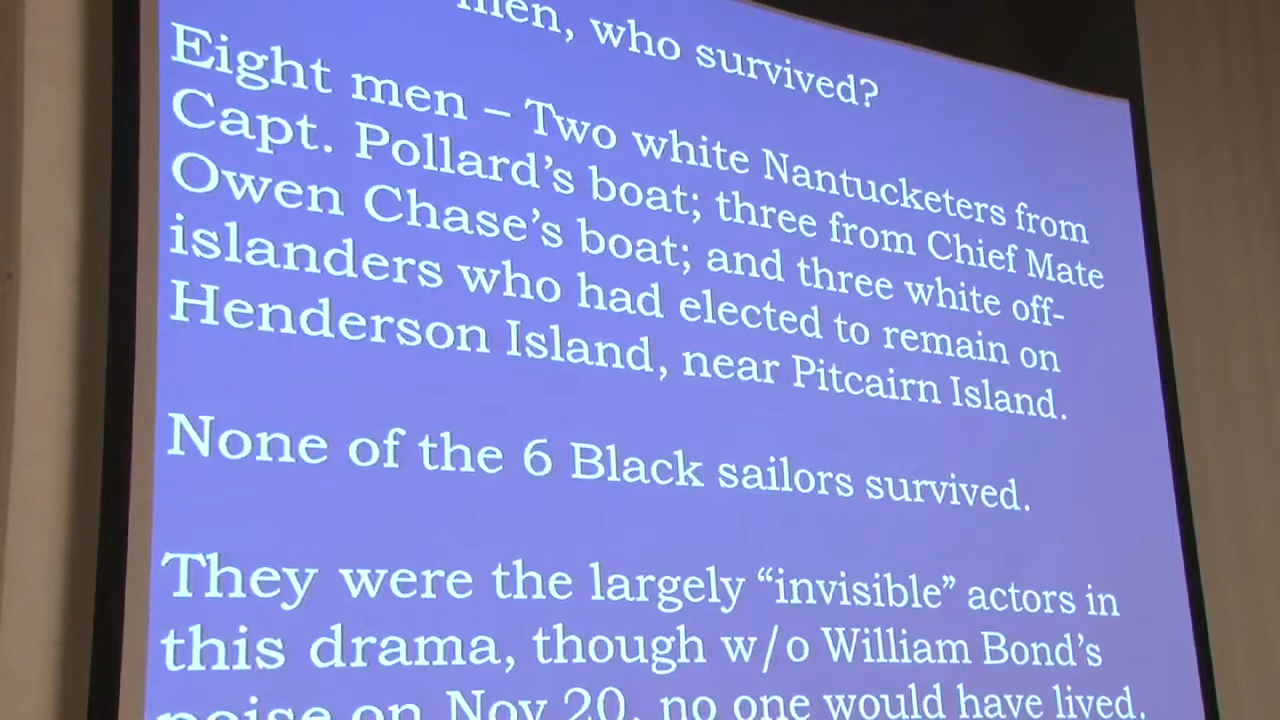 men, who survived?
Eight men – Two white Nantucketers from
Capt. Pollard's boat; three from Chief Mate
Owen Chase's boat; and three white off-
islanders who had elected to remain on
Henderson Island, near Pitcairn Island.
None of the 6 Black sailors survived.
They were the largely “invisible” actors in
this drama, though w/o William Bond's
poise on Nov 20, no one would have lived.